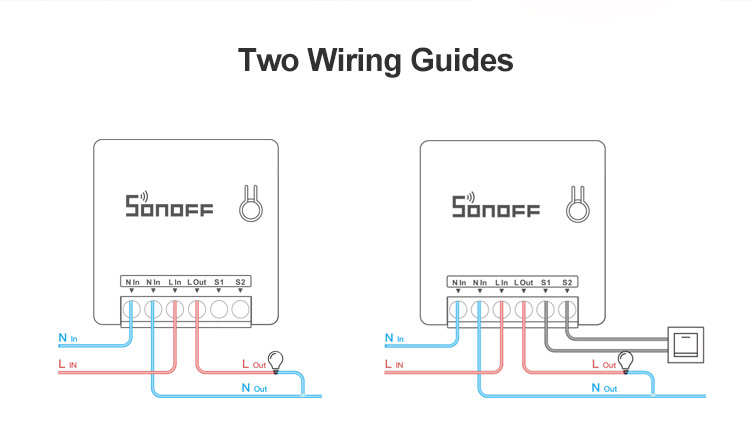 Two Wiring Guides
SONOFF
N In N In L In L Out S1 S2
N In
L IN
L Out
N Out
SONOFF
N In N In L In L Out S1 S2
N In
L IN
L Out
N Out